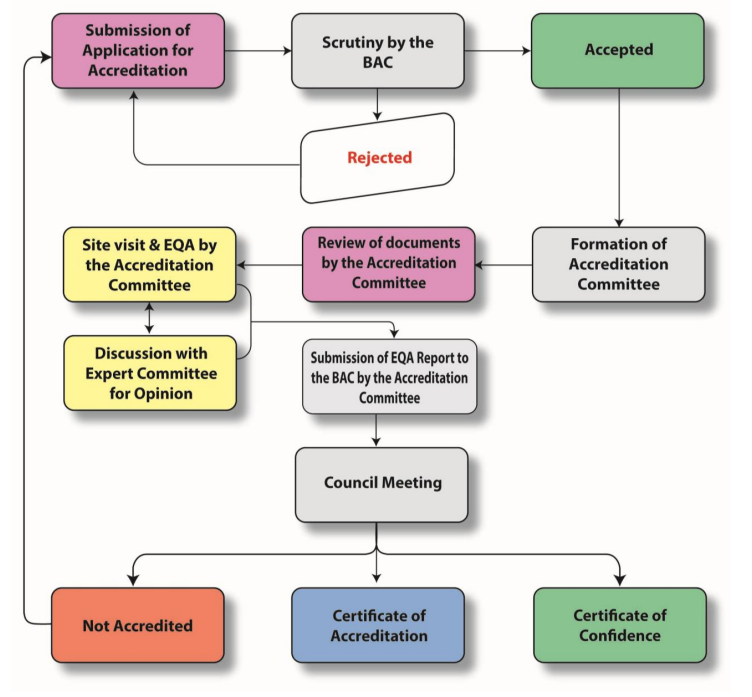 Submission of
Application for
Accreditation
Scrutiny by the
BAC
Accepted
Rejected
Site visit & EQA by
the Accreditation
Committee
Review of documents
by the Accreditation
Committee
Formation of
Accreditation
Committee
Discussion with
Expert Committee
for Opinion
Submission of EQA Report to
the BAC by the Accreditation
Committee
Council Meeting
Not Accredited
Certificate of
Accreditation
Certificate of
Confidence